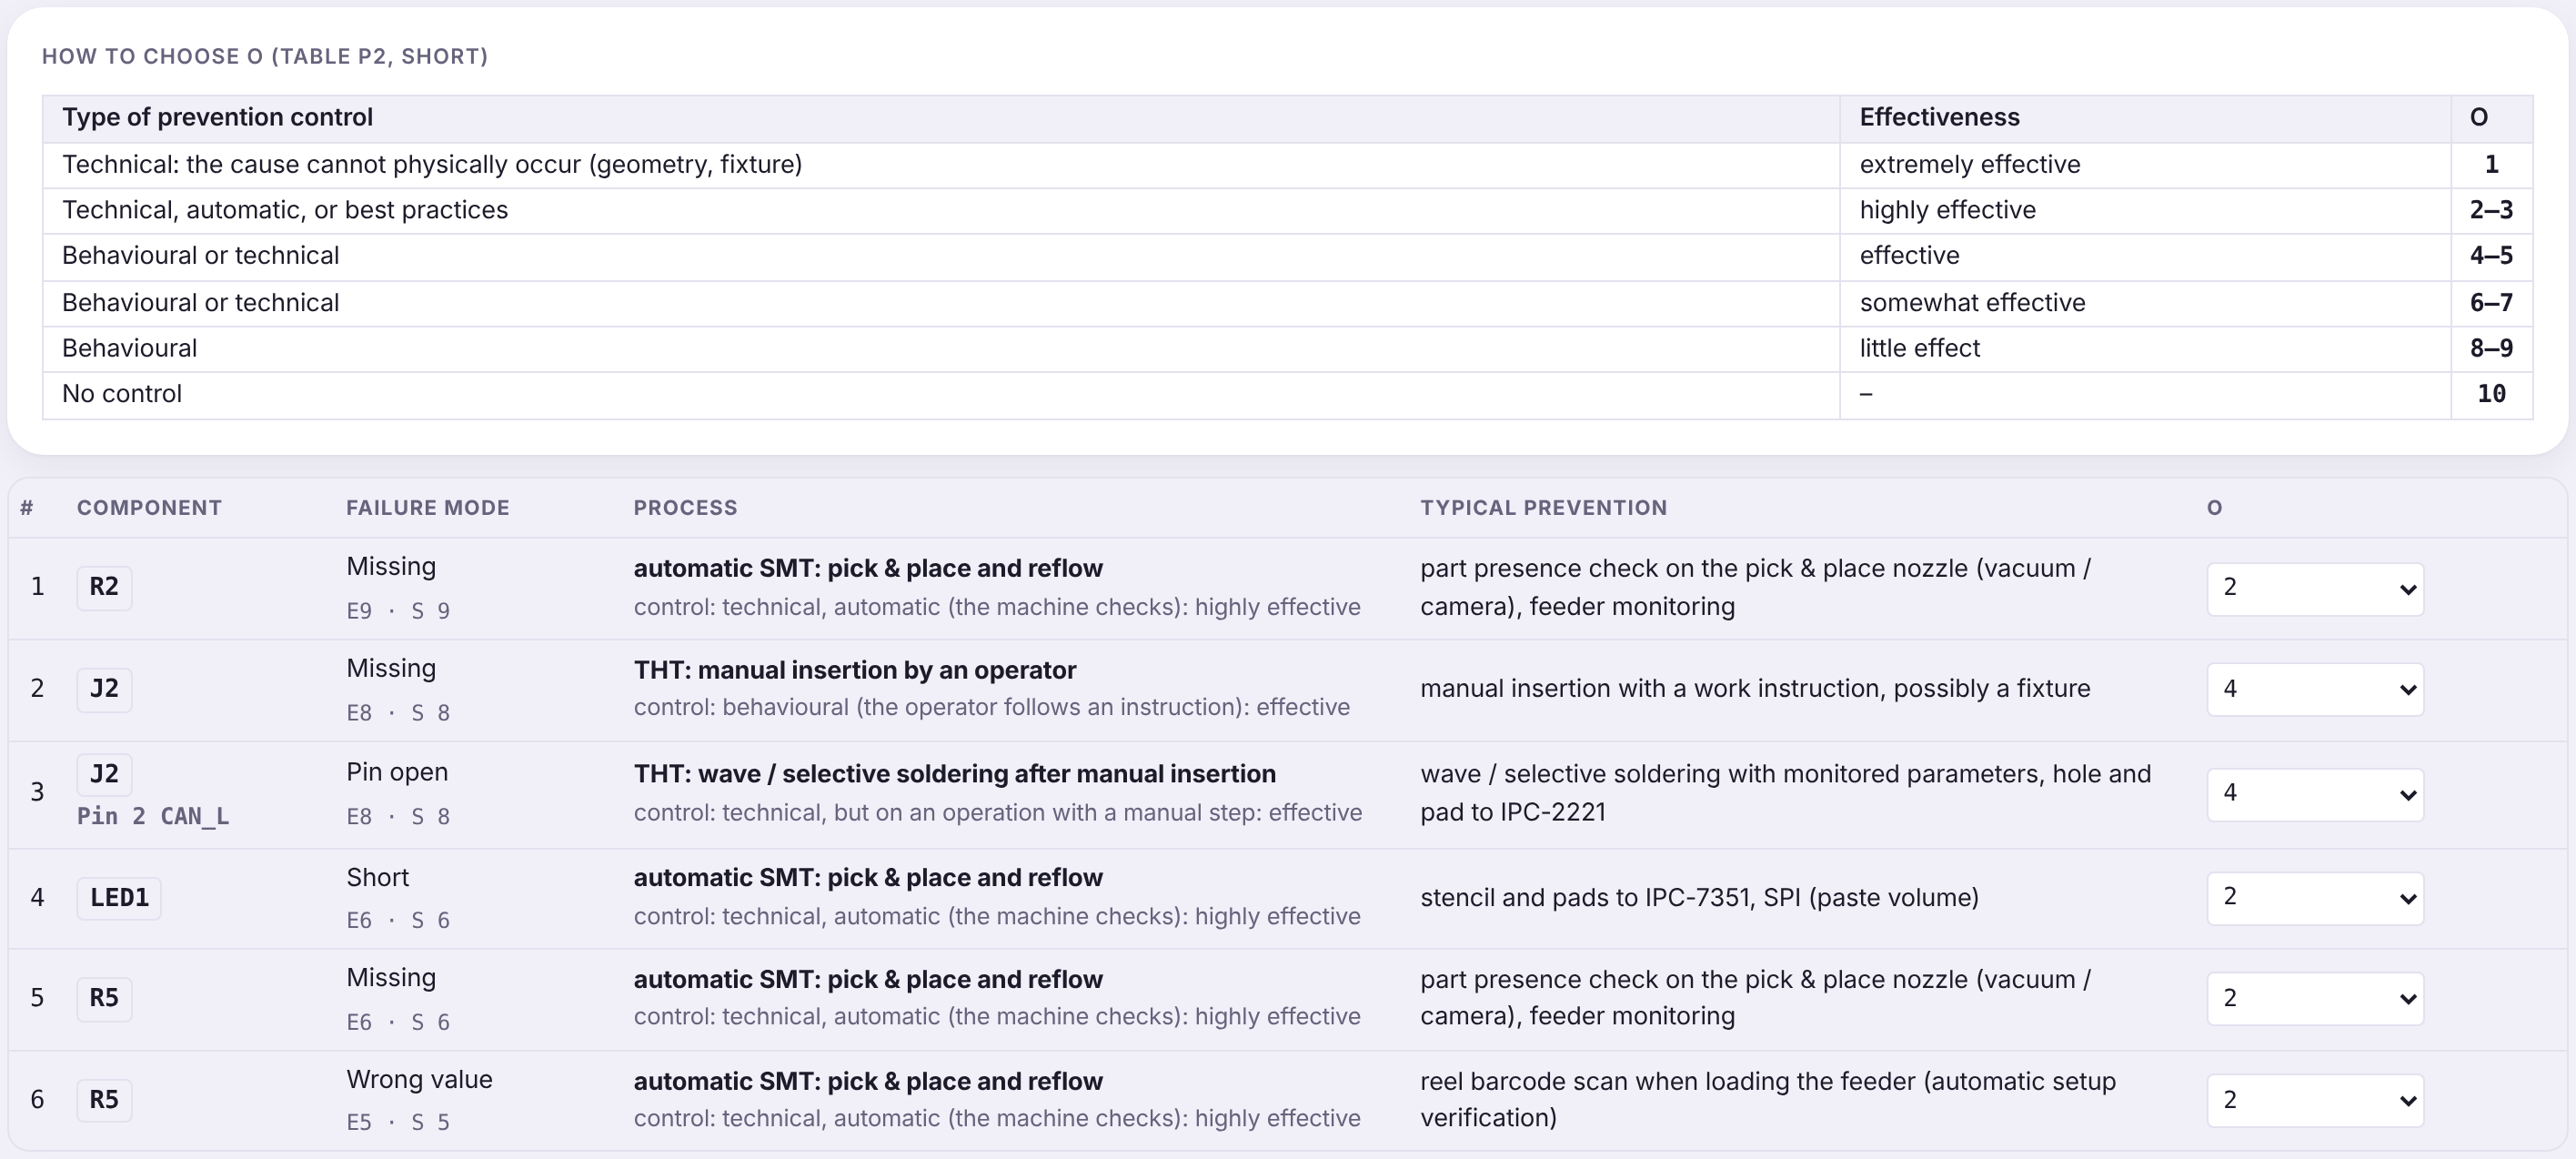 HOW TO CHOOSE O (TABLE P2, SHORT)
Type of prevention control Effectiveness O
Technical: the cause cannot physically occur (geometry, fixture) extremely effective 1
Technical, automatic, or best practices highly effective 2–3
Behavioural or technical effective 4–5
Behavioural or technical somewhat effective 6–7
Behavioural little effect 8–9
No control – 10
# COMPONENT FAILURE MODE PROCESS TYPICAL PREVENTION O
1 R2 Missing
E9 · S 9
automatic SMT: pick & place and reflow
control: technical, automatic (the machine checks): highly effective
part presence check on the pick & place nozzle (vacuum /
camera), feeder monitoring
2
2 J2 Missing
E8 · S 8
THT: manual insertion by an operator
control: behavioural (the operator follows an instruction): effective
manual insertion with a work instruction, possibly a fixture
4
3 J2
Pin 2 CAN_L
Pin open
E8 · S 8
THT: wave / selective soldering after manual insertion
control: technical, but on an operation with a manual step: effective
wave / selective soldering with monitored parameters, hole and
pad to IPC-2221
4
4 LED1 Short
E6 · S 6
automatic SMT: pick & place and reflow
control: technical, automatic (the machine checks): highly effective
stencil and pads to IPC-7351, SPI (paste volume)
2
5 R5 Missing
E6 · S 6
automatic SMT: pick & place and reflow
control: technical, automatic (the machine checks): highly effective
part presence check on the pick & place nozzle (vacuum /
camera), feeder monitoring
2
6 R5 Wrong value
E5 · S 5
automatic SMT: pick & place and reflow
control: technical, automatic (the machine checks): highly effective
reel barcode scan when loading the feeder (automatic setup
verification)
2